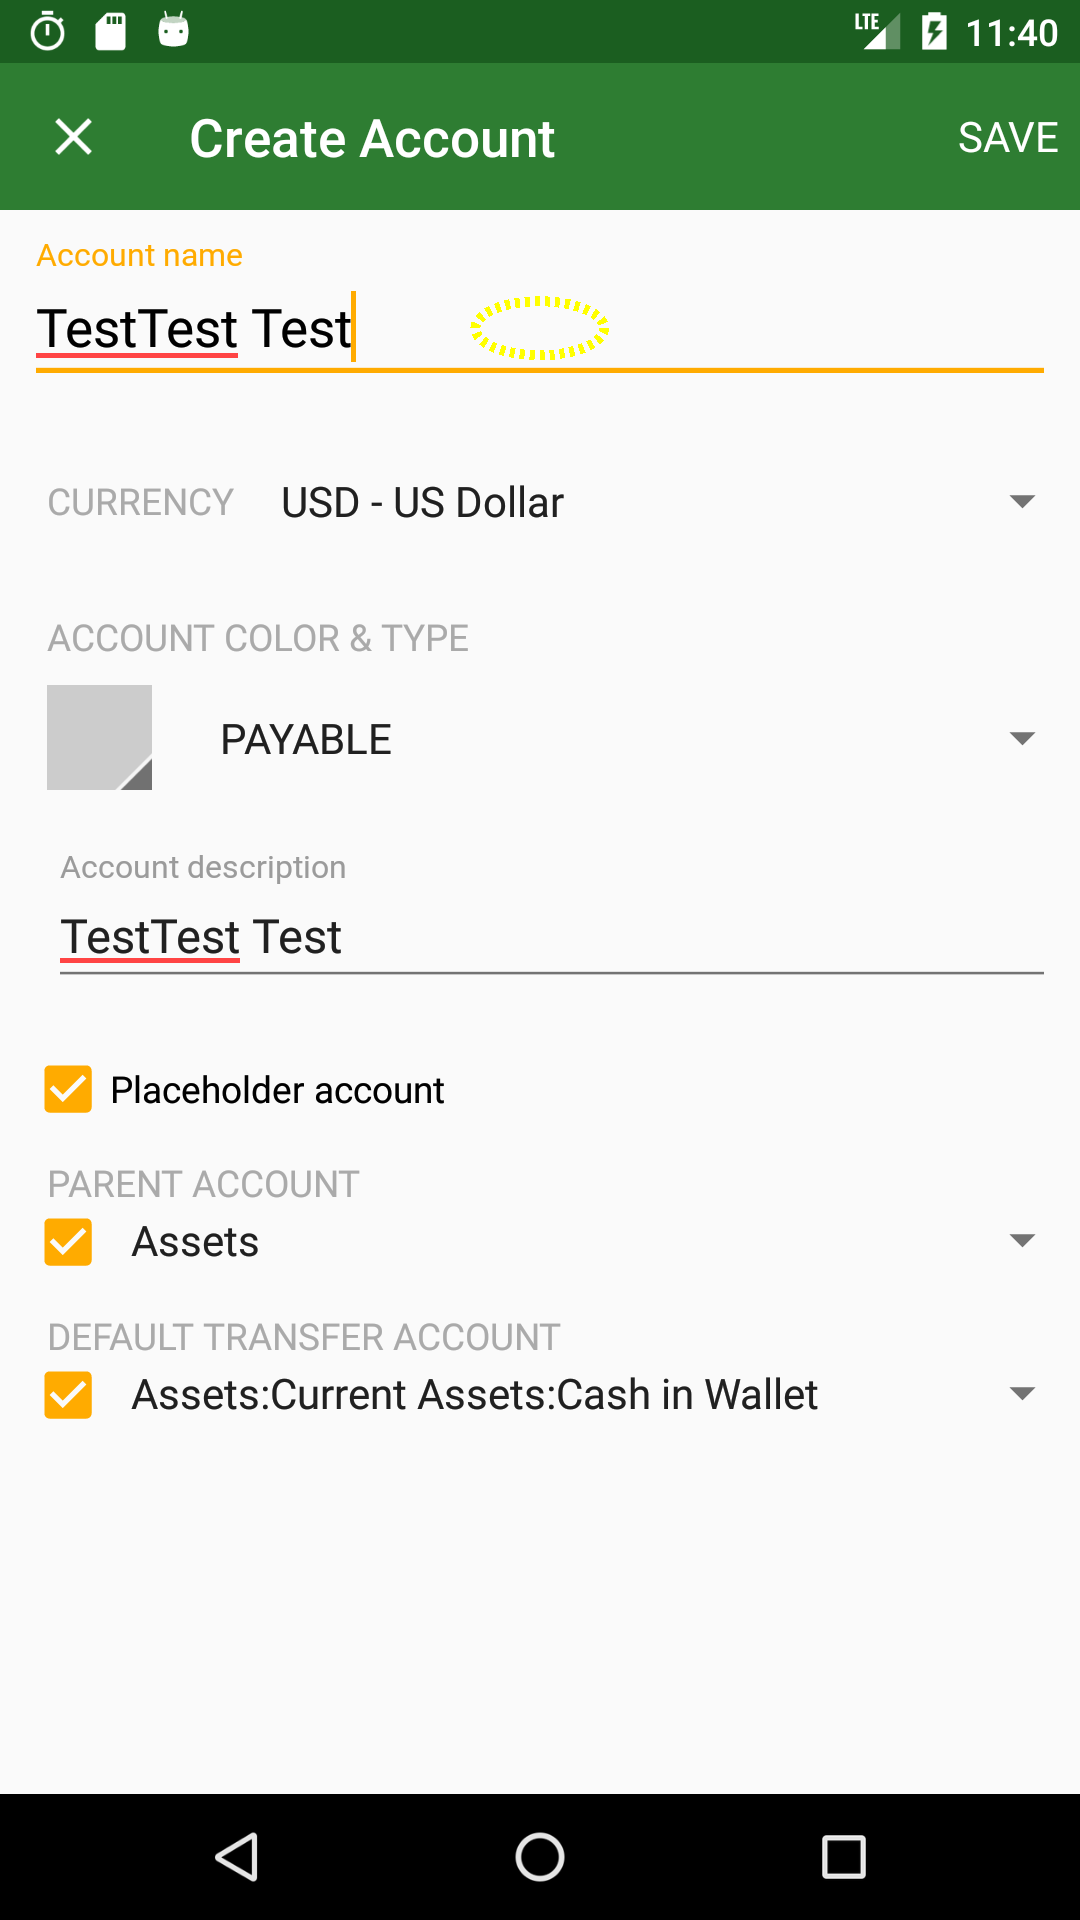 LTE 11:40
Create Account SAVE
Account name
TestTest Test
CURRENCY USD - US Dollar
ACCOUNT COLOR & TYPE
PAYABLE
Account description
TestTest Test
Placeholder account
PARENT ACCOUNT
Assets
DEFAULT TRANSFER ACCOUNT
Assets:Current Assets:Cash in Wallet